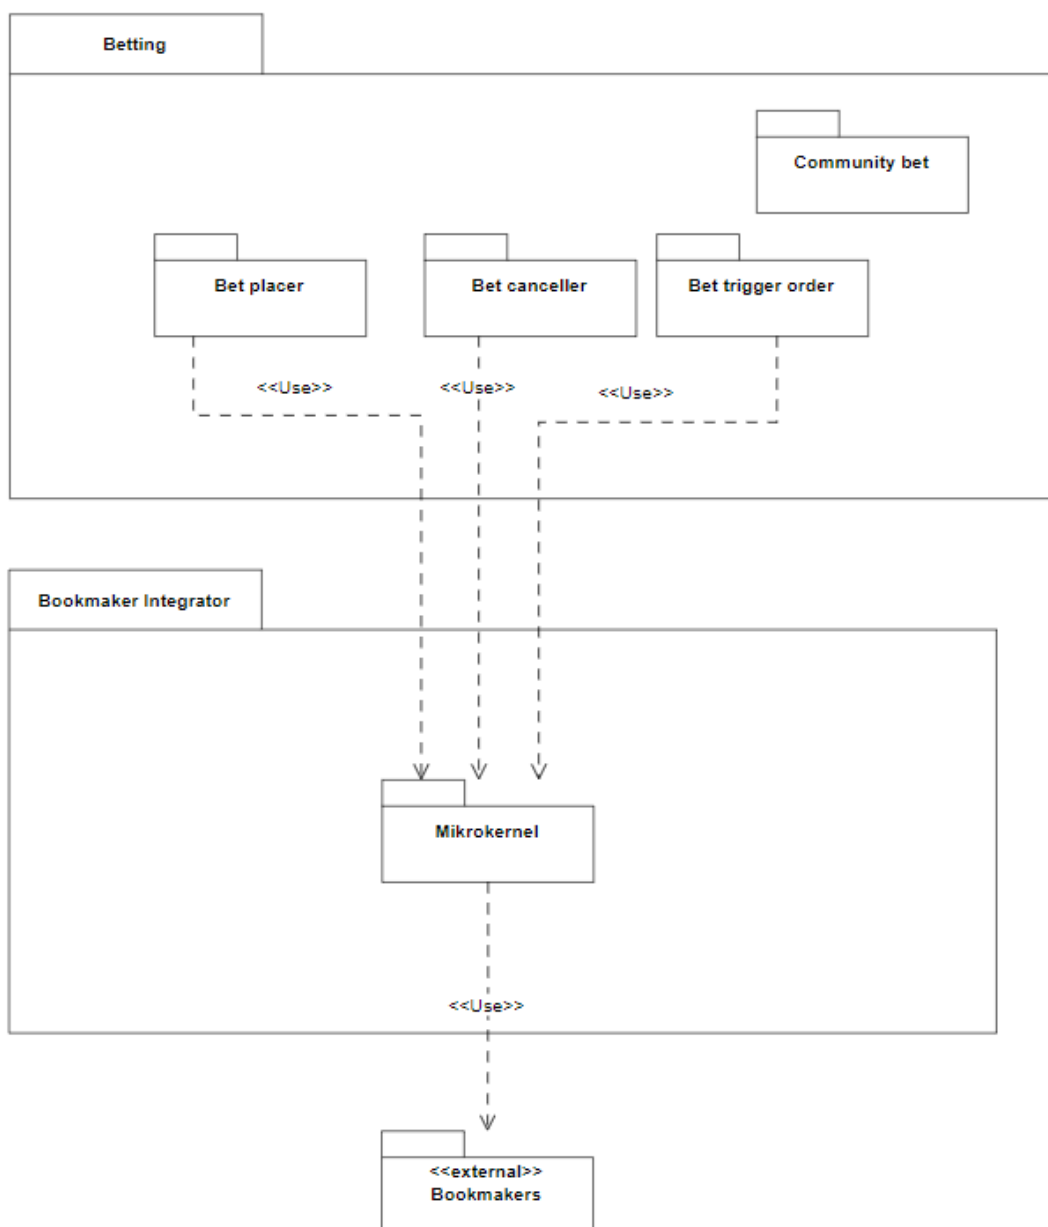 Betting
Community bet
Bet placer
Bet canceller
Bet trigger order
<<Use>>
<<Use>>
<<Use>>
Bookmaker Integrator
Mikrokernel
<<Use>>
<<external>>
Bookmakers